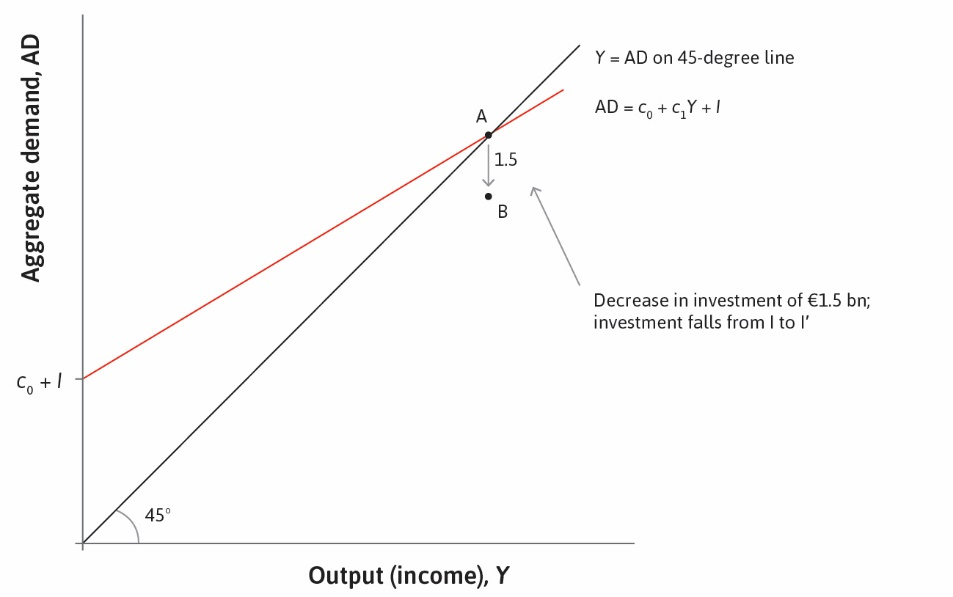 Aggregate demand, AD
Y = AD on 45-degree line
AD = c₀ + c₁Y + I
A
1.5
B
Decrease in investment of €1.5 bn;
investment falls from I to I′
c₀ + I
45°
Output (income), Y